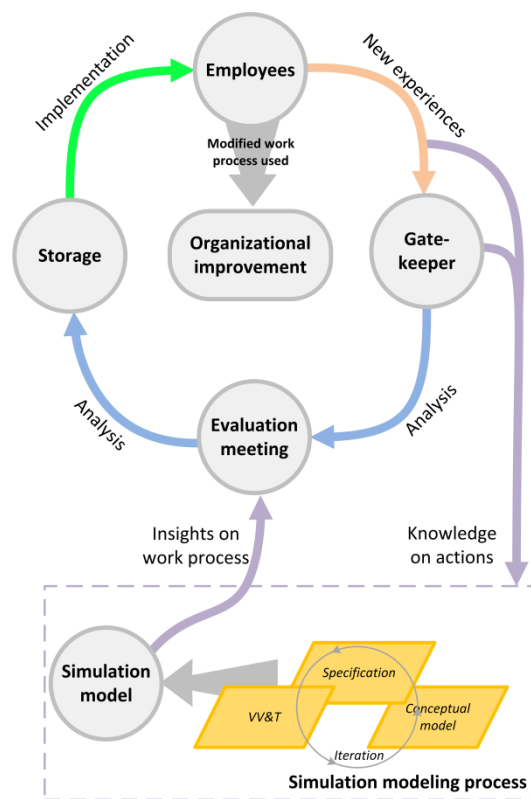 Implementation
Employees
New experiences
Modified work
process used
Storage
Organizational
improvement
Gate-
keeper
Analysis
Evaluation
meeting
Analysis
Insights on
work process
Knowledge
on actions
Simulation
model
Specification
VV&T
Conceptual
model
Iteration
Simulation modeling process